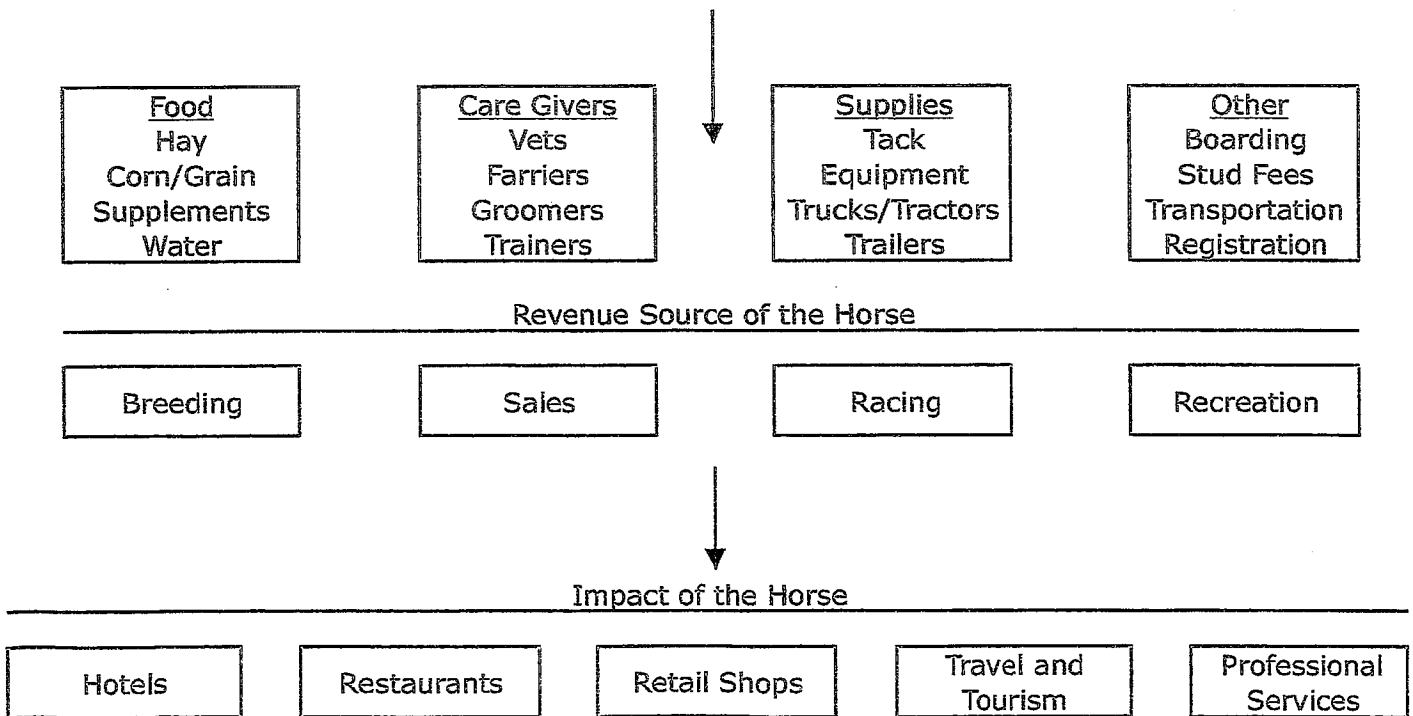 Food
Hay
Corn/Grain
Supplements
Water
Care Givers
Vets
Farriers
Groomers
Trainers
Supplies
Tack
Equipment
Trucks/Tractors
Trailers
Other
Boarding
Stud Fees
Transportation
Registration
Revenue Source of the Horse
Breeding
Sales
Racing
Recreation
Impact of the Horse
Hotels
Restaurants
Retail Shops
Travel and
Tourism
Professional
Services